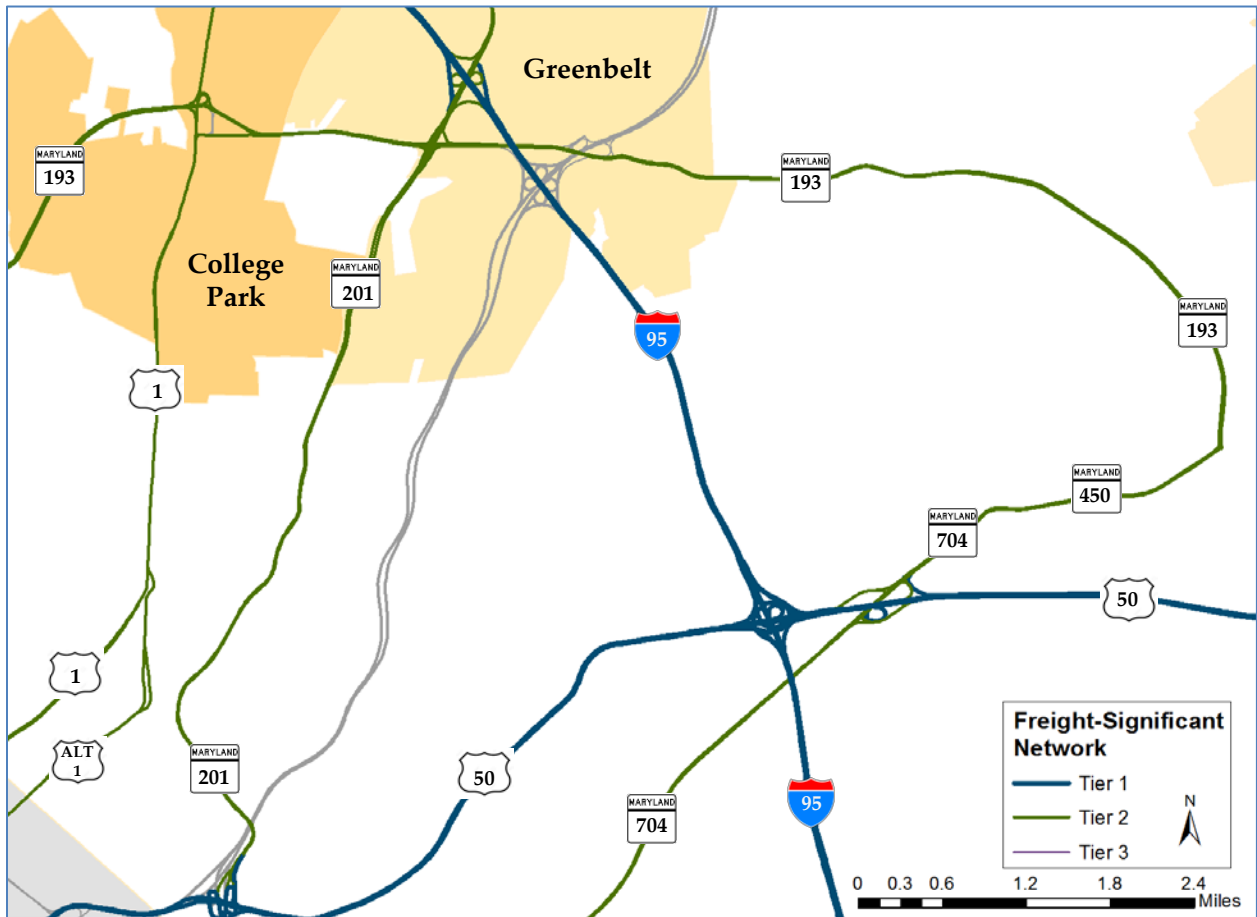 Greenbelt
MARYLAND
193
MARYLAND
193
College
Park
MARYLAND
201
MARYLAND
193
95
1
MARYLAND
450
MARYLAND
704
50
1
ALT
1
MARYLAND
201
50
95
MARYLAND
704
Freight-Significant
Network
Tier 1
Tier 2
Tier 3
N
0 0.3 0.6 1.2 1.8 2.4
Miles